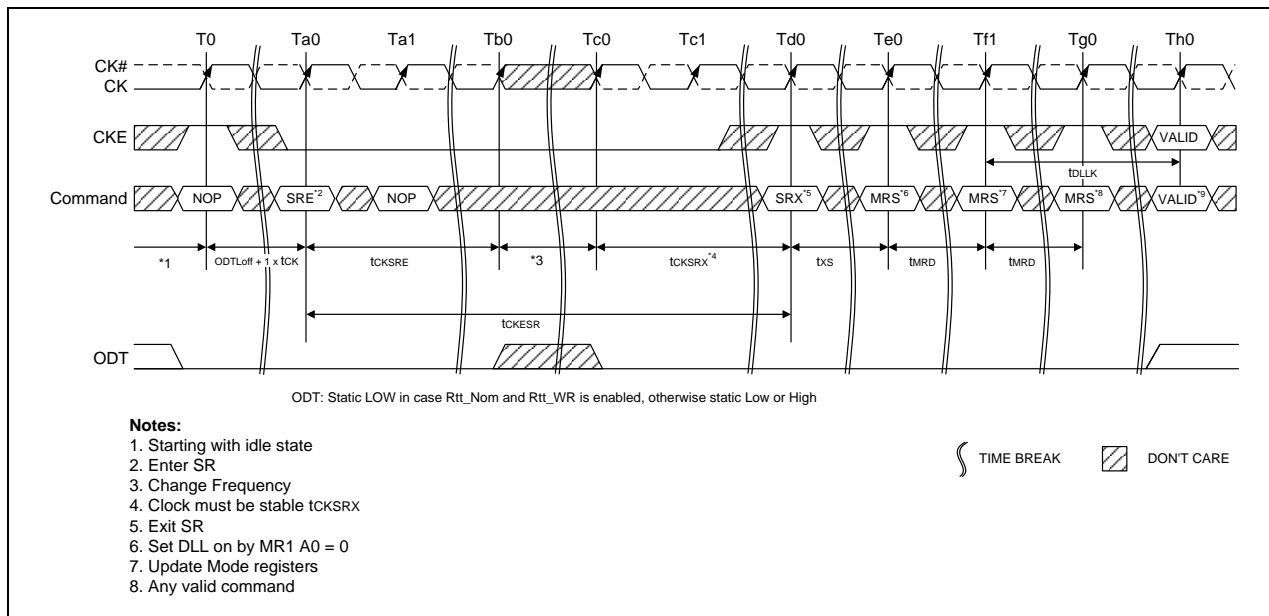 T0 Ta0 Ta1 Tb0 Tc0 Tc1 Td0 Te0 Tf1 Tg0 Th0
CK#
CK
CKE
VALID
tDLLK
Command
NOP SRE*2 NOP SRX*5 MRS*6 MRS*7 MRS*8 VALID*9
*1 ODTLoff + 1 x tCK tCKSRE *3 tCKSRX*4 tXS tMRD tMRD
tCKESR
ODT
ODT: Static LOW in case Rtt_Nom and Rtt_WR is enabled, otherwise static Low or High
Notes:
1. Starting with idle state
2. Enter SR
3. Change Frequency
4. Clock must be stable tCKSRX
5. Exit SR
6. Set DLL on by MR1 A0 = 0
7. Update Mode registers
8. Any valid command
TIME BREAK
DON'T CARE